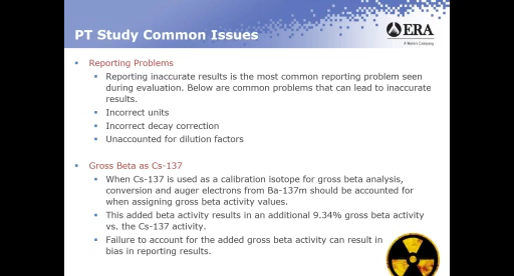 PT Study Common Issues
ERA
A Waters Company
Reporting Problems
Reporting inaccurate results is the most common reporting problem seen
during evaluation. Below are common problems that can lead to inaccurate
results.
Incorrect units
Incorrect decay correction
Unaccounted for dilution factors
Gross Beta as Cs-137
When Cs-137 is used as a calibration isotope for gross beta analysis,
conversion and auger electrons from Ba-137m should be accounted for
when assigning gross beta activity values.
This added beta activity results in an additional 9.34% gross beta activity
vs. the Cs-137 activity.
Failure to account for the added gross beta activity can result in
bias in reporting results.